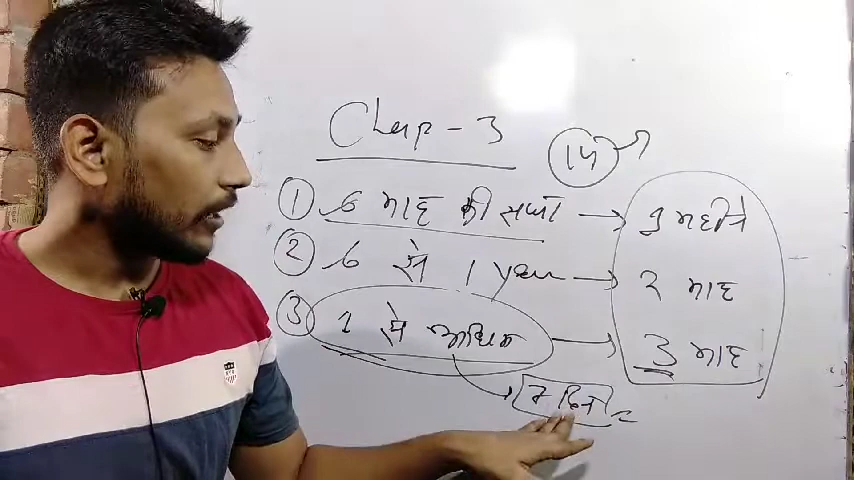 Chap-3
14
① 6 माह की सजा → 1 महीने
② 6 से 1 year → 2 माह
③ 1 से अधिक → 3 माह
7 दिन